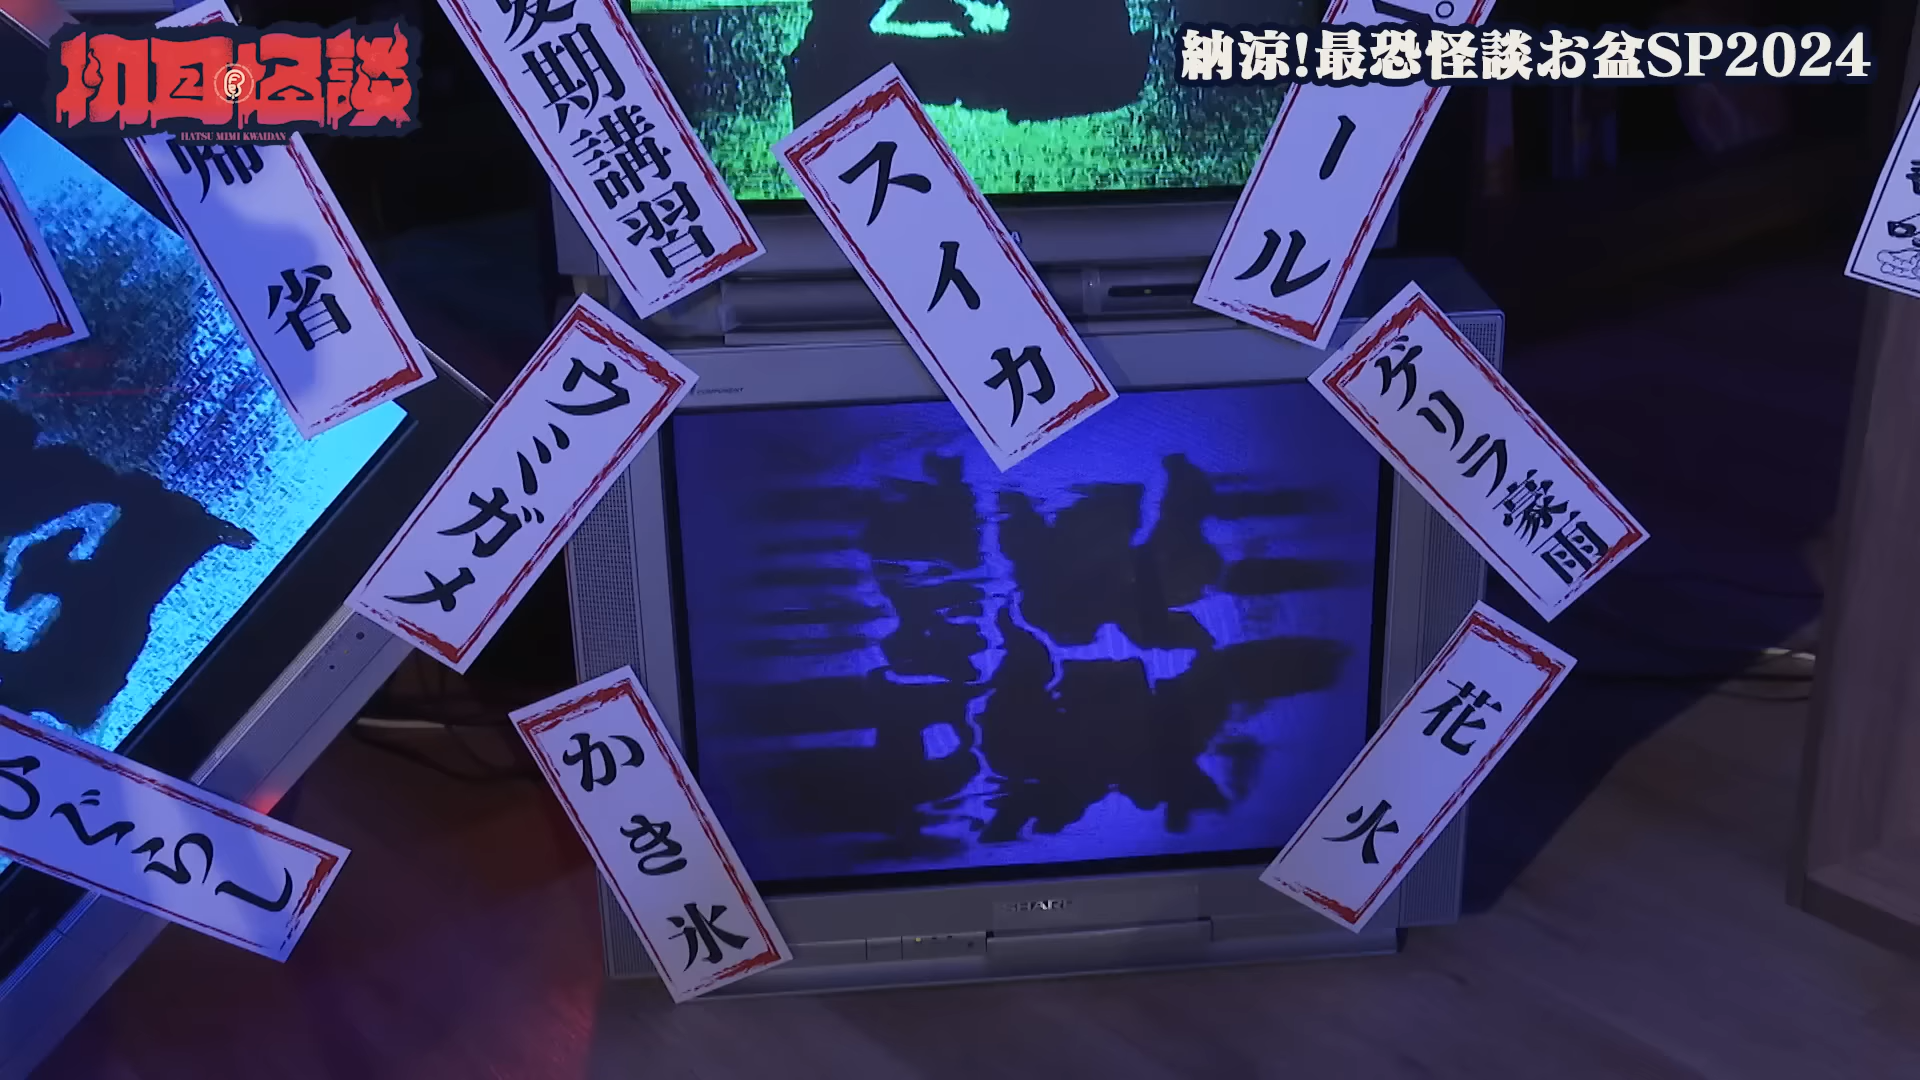 初耳怪談
HATSU MIMI KWAIDAN
納涼!最恐怪談お盆SP2024
帰省
夏期講習
スイカ
プール
ウミガメ
ゲリラ豪雨
ひぐらし
かき氷
花火
SHARP